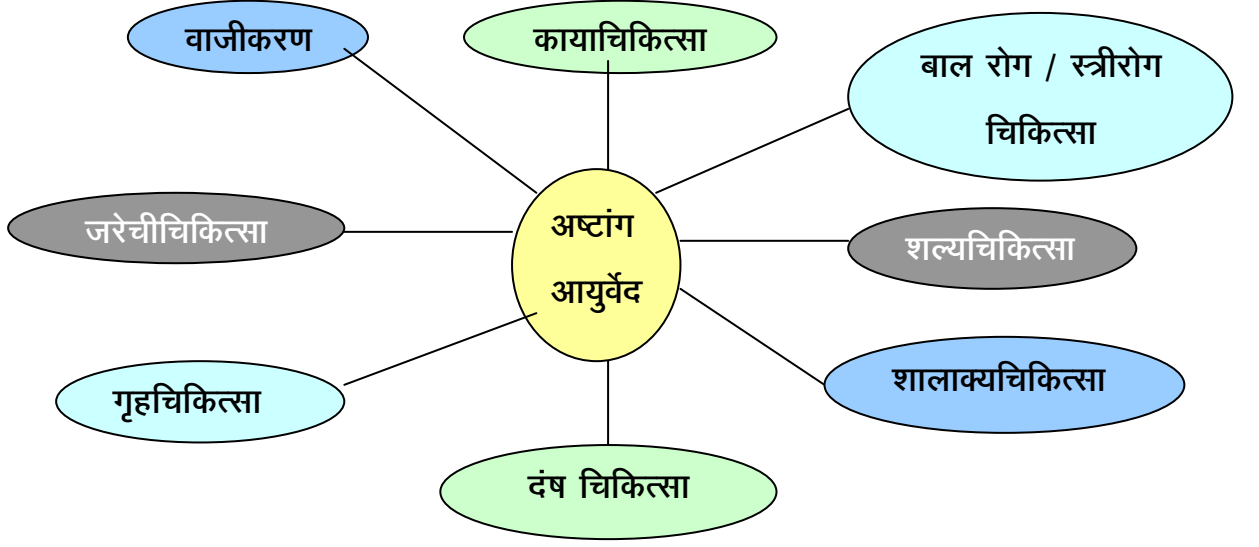 वाजीकरण
कायाचिकित्सा
बाल रोग / स्त्रीरोग
चिकित्सा
जरेचीचिकित्सा
अष्टांग
आयुर्वेद
शल्यचिकित्सा
गृहचिकित्सा
शालाक्यचिकित्सा
दंष चिकित्सा